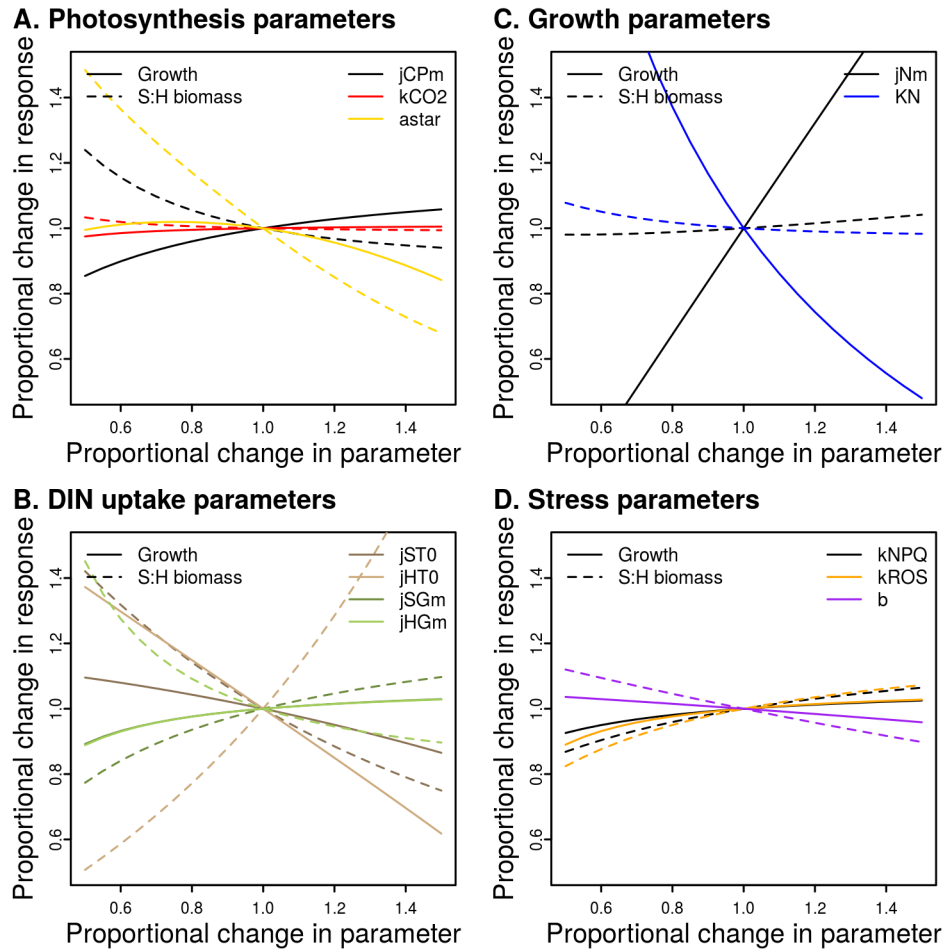 A. Photosynthesis parameters
Proportional change in response
Growth
S:H biomass
jCPm
kCO2
astar
0.6 0.8 1.0 1.2 1.4
0.6 0.8 1.0 1.2 1.4
Proportional change in parameter
C. Growth parameters
Proportional change in response
Growth
S:H biomass
jNm
KN
0.6 0.8 1.0 1.2 1.4
0.6 0.8 1.0 1.2 1.4
Proportional change in parameter
B. DIN uptake parameters
Proportional change in response
Growth
S:H biomass
jST0
jHT0
jSGm
jHGm
0.6 0.8 1.0 1.2 1.4
0.6 0.8 1.0 1.2 1.4
Proportional change in parameter
D. Stress parameters
Proportional change in response
Growth
S:H biomass
kNPQ
kROS
b
0.6 0.8 1.0 1.2 1.4
0.6 0.8 1.0 1.2 1.4
Proportional change in parameter